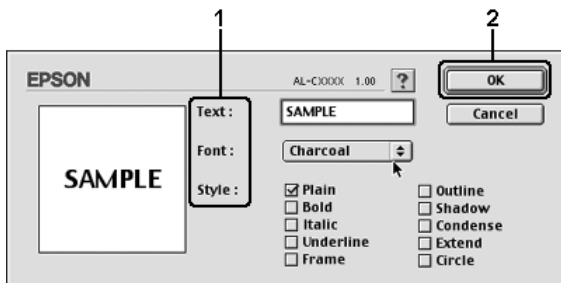 1 2
EPSON AL-CXXXX 1.00 ? OK
Text : SAMPLE Cancel
Font : Charcoal
SAMPLE
Style : Plain Outline
Bold Shadow
Italic Condense
Underline Extend
Frame Circle